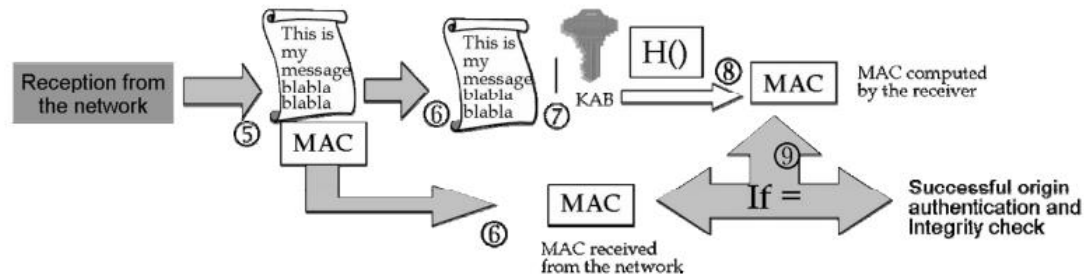 Reception from
the network
⑤
This is
my
message
blabla
blabla
MAC
⑥
This is
my
message
blabla
blabla
|
⑦
KAB
H()
⑧
MAC
MAC computed
by the receiver
⑥
MAC
MAC received
from the network
⑨
If =
Successful origin
authentication and
Integrity check